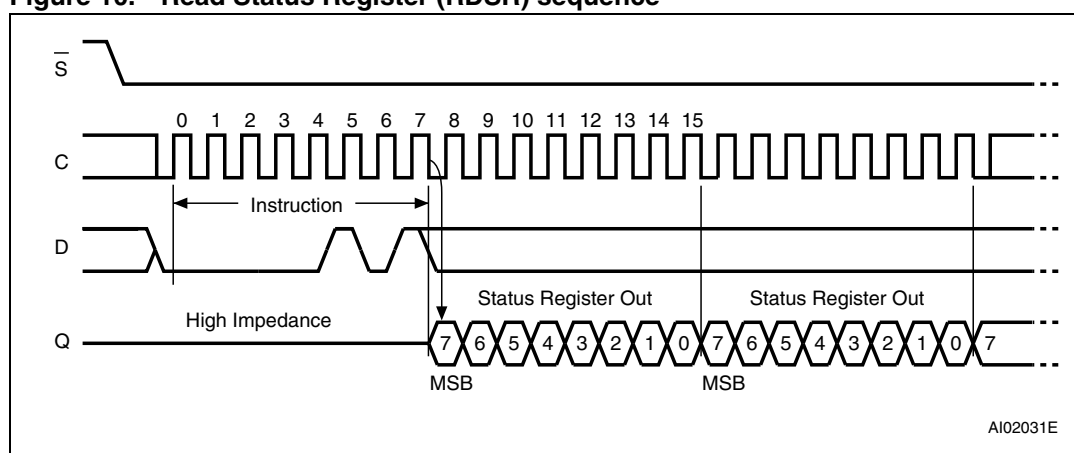 Figure 10. Read Status Register (RDSR) sequence
S
0 1 2 3 4 5 6 7 8 9 10 11 12 13 14 15
C
Instruction
D
Status Register Out Status Register Out
High Impedance
Q
7 6 5 4 3 2 1 0 7 6 5 4 3 2 1 0 7
MSB MSB
AI02031E